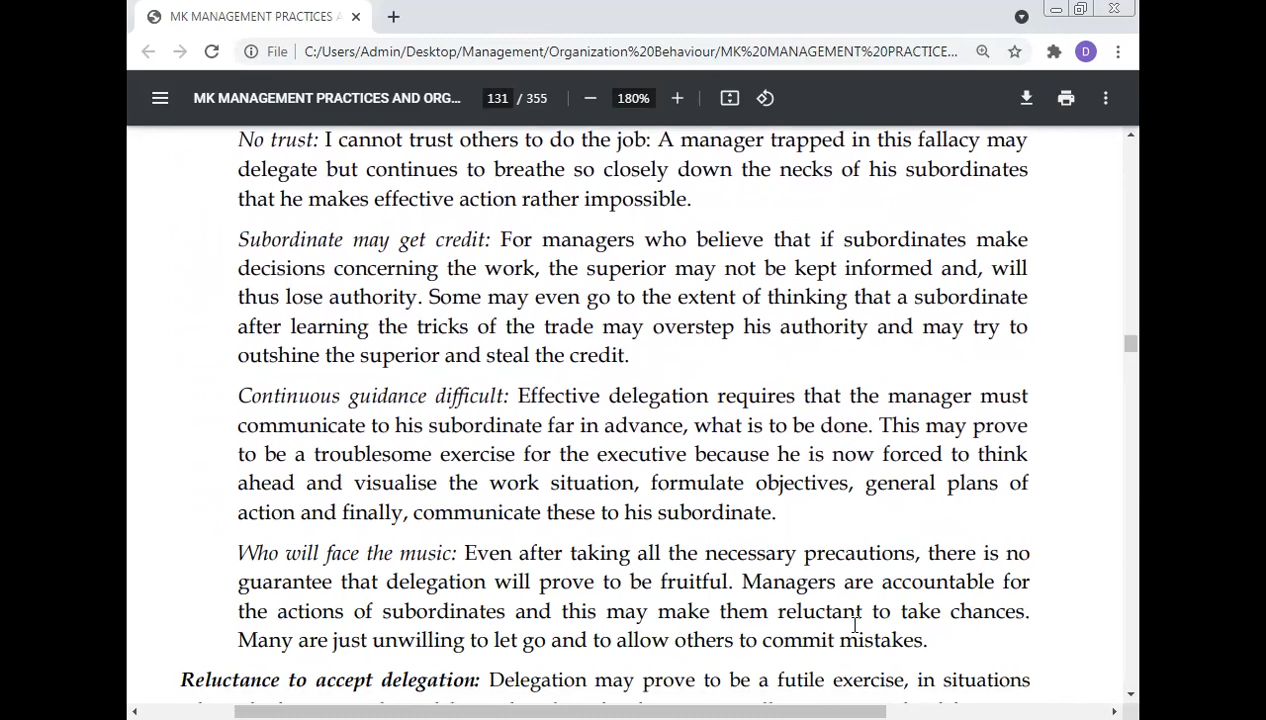 MK MANAGEMENT PRACTICES A
File C:/Users/Admin/Desktop/Management/Organization%20Behaviour/MK%20MANAGEMENT%20PRACTICE...
D
MK MANAGEMENT PRACTICES AND ORG... 131 / 355 180%
No trust: I cannot trust others to do the job: A manager trapped in this fallacy may
delegate but continues to breathe so closely down the necks of his subordinates
that he makes effective action rather impossible.
Subordinate may get credit: For managers who believe that if subordinates make
decisions concerning the work, the superior may not be kept informed and, will
thus lose authority. Some may even go to the extent of thinking that a subordinate
after learning the tricks of the trade may overstep his authority and may try to
outshine the superior and steal the credit.
Continuous guidance difficult: Effective delegation requires that the manager must
communicate to his subordinate far in advance, what is to be done. This may prove
to be a troublesome exercise for the executive because he is now forced to think
ahead and visualise the work situation, formulate objectives, general plans of
action and finally, communicate these to his subordinate.
Who will face the music: Even after taking all the necessary precautions, there is no
guarantee that delegation will prove to be fruitful. Managers are accountable for
the actions of subordinates and this may make them reluctant to take chances.
Many are just unwilling to let go and to allow others to commit mistakes.
Reluctance to accept delegation: Delegation may prove to be a futile exercise, in situations